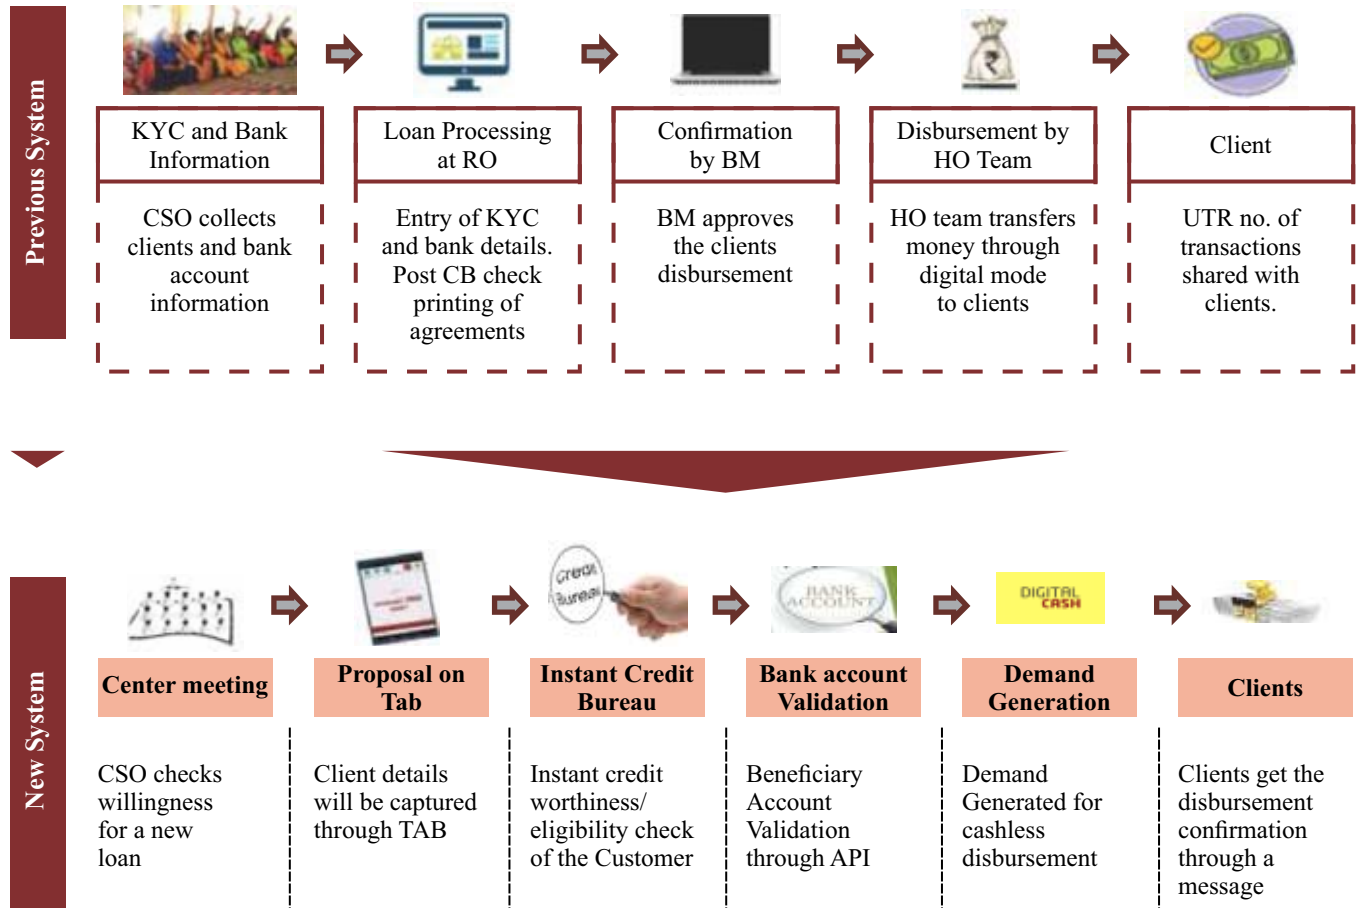 Previous System
KYC and Bank
Information
CSO collects
clients and bank
account
information
Loan Processing
at RO
Entry of KYC
and bank details.
Post CB check
printing of
agreements
Confirmation
by BM
BM approves
the clients
disbursement
Disbursement by
HO Team
HO team transfers
money through
digital mode
to clients
Client
UTR no. of
transactions
shared with
clients.
New System
Center meeting
CSO checks
willingness
for a new
loan
Proposal on
Tab
Client details
will be captured
through TAB
Credit
Bureau
Instant Credit
Bureau
Instant credit
worthiness/
eligibility check
of the Customer
BANK
ACCOUNT
Bank account
Validation
Beneficiary
Account
Validation
through API
DIGITAL
CASH
Demand
Generation
Demand
Generated for
cashless
disbursement
Clients
Clients get the
disbursement
confirmation
through a
message